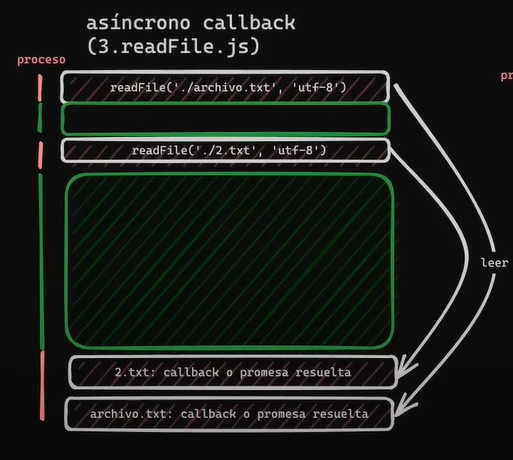 asíncrono callback
(3.readFile.js)
proceso
pr
readFile('./archivo.txt', 'utf-8')
readFile('./2.txt', 'utf-8')
leer
2.txt: callback o promesa resuelta
archivo.txt: callback o promesa resuelta